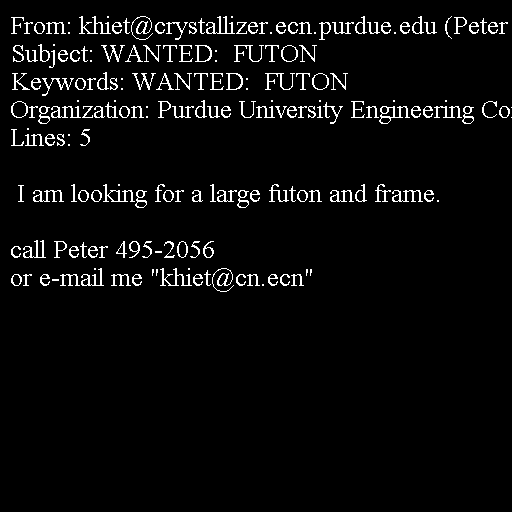 From: khiet@crystallizer.ecn.purdue.edu (Peter
Subject: WANTED:  FUTON
Keywords: WANTED:  FUTON
Organization: Purdue University Engineering Co
Lines: 5

 I am looking for a large futon and frame.

call Peter 495-2056
or e-mail me "khiet@cn.ecn"